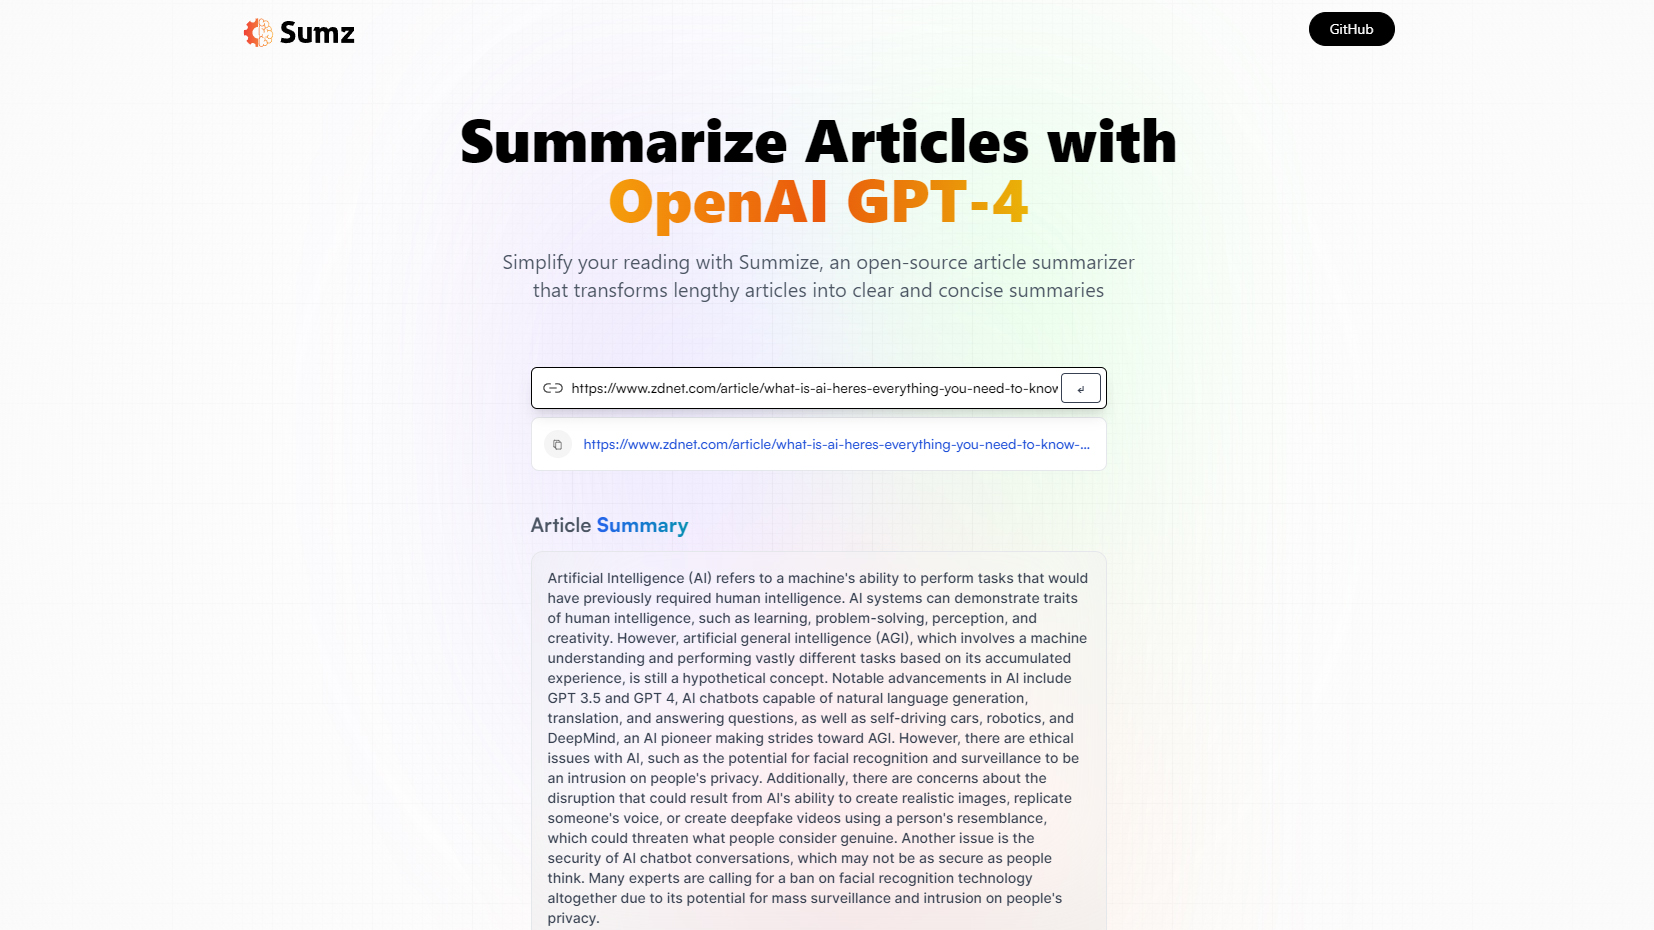 Sumz
GitHub
Summarize Articles with
OpenAI GPT-4
Simplify your reading with Summize, an open-source article summarizer
that transforms lengthy articles into clear and concise summaries
https://www.zdnet.com/article/what-is-ai-heres-everything-you-need-to-know
https://www.zdnet.com/article/what-is-ai-heres-everything-you-need-to-know-...
Article Summary
Artificial Intelligence (AI) refers to a machine's ability to perform tasks that would
have previously required human intelligence. AI systems can demonstrate traits
of human intelligence, such as learning, problem-solving, perception, and
creativity. However, artificial general intelligence (AGI), which involves a machine
understanding and performing vastly different tasks based on its accumulated
experience, is still a hypothetical concept. Notable advancements in AI include
GPT 3.5 and GPT 4, AI chatbots capable of natural language generation,
translation, and answering questions, as well as self-driving cars, robotics, and
DeepMind, an AI pioneer making strides toward AGI. However, there are ethical
issues with AI, such as the potential for facial recognition and surveillance to be
an intrusion on people's privacy. Additionally, there are concerns about the
disruption that could result from AI's ability to create realistic images, replicate
someone's voice, or create deepfake videos using a person's resemblance,
which could threaten what people consider genuine. Another issue is the
security of AI chatbot conversations, which may not be as secure as people
think. Many experts are calling for a ban on facial recognition technology
altogether due to its potential for mass surveillance and intrusion on people's
privacy.